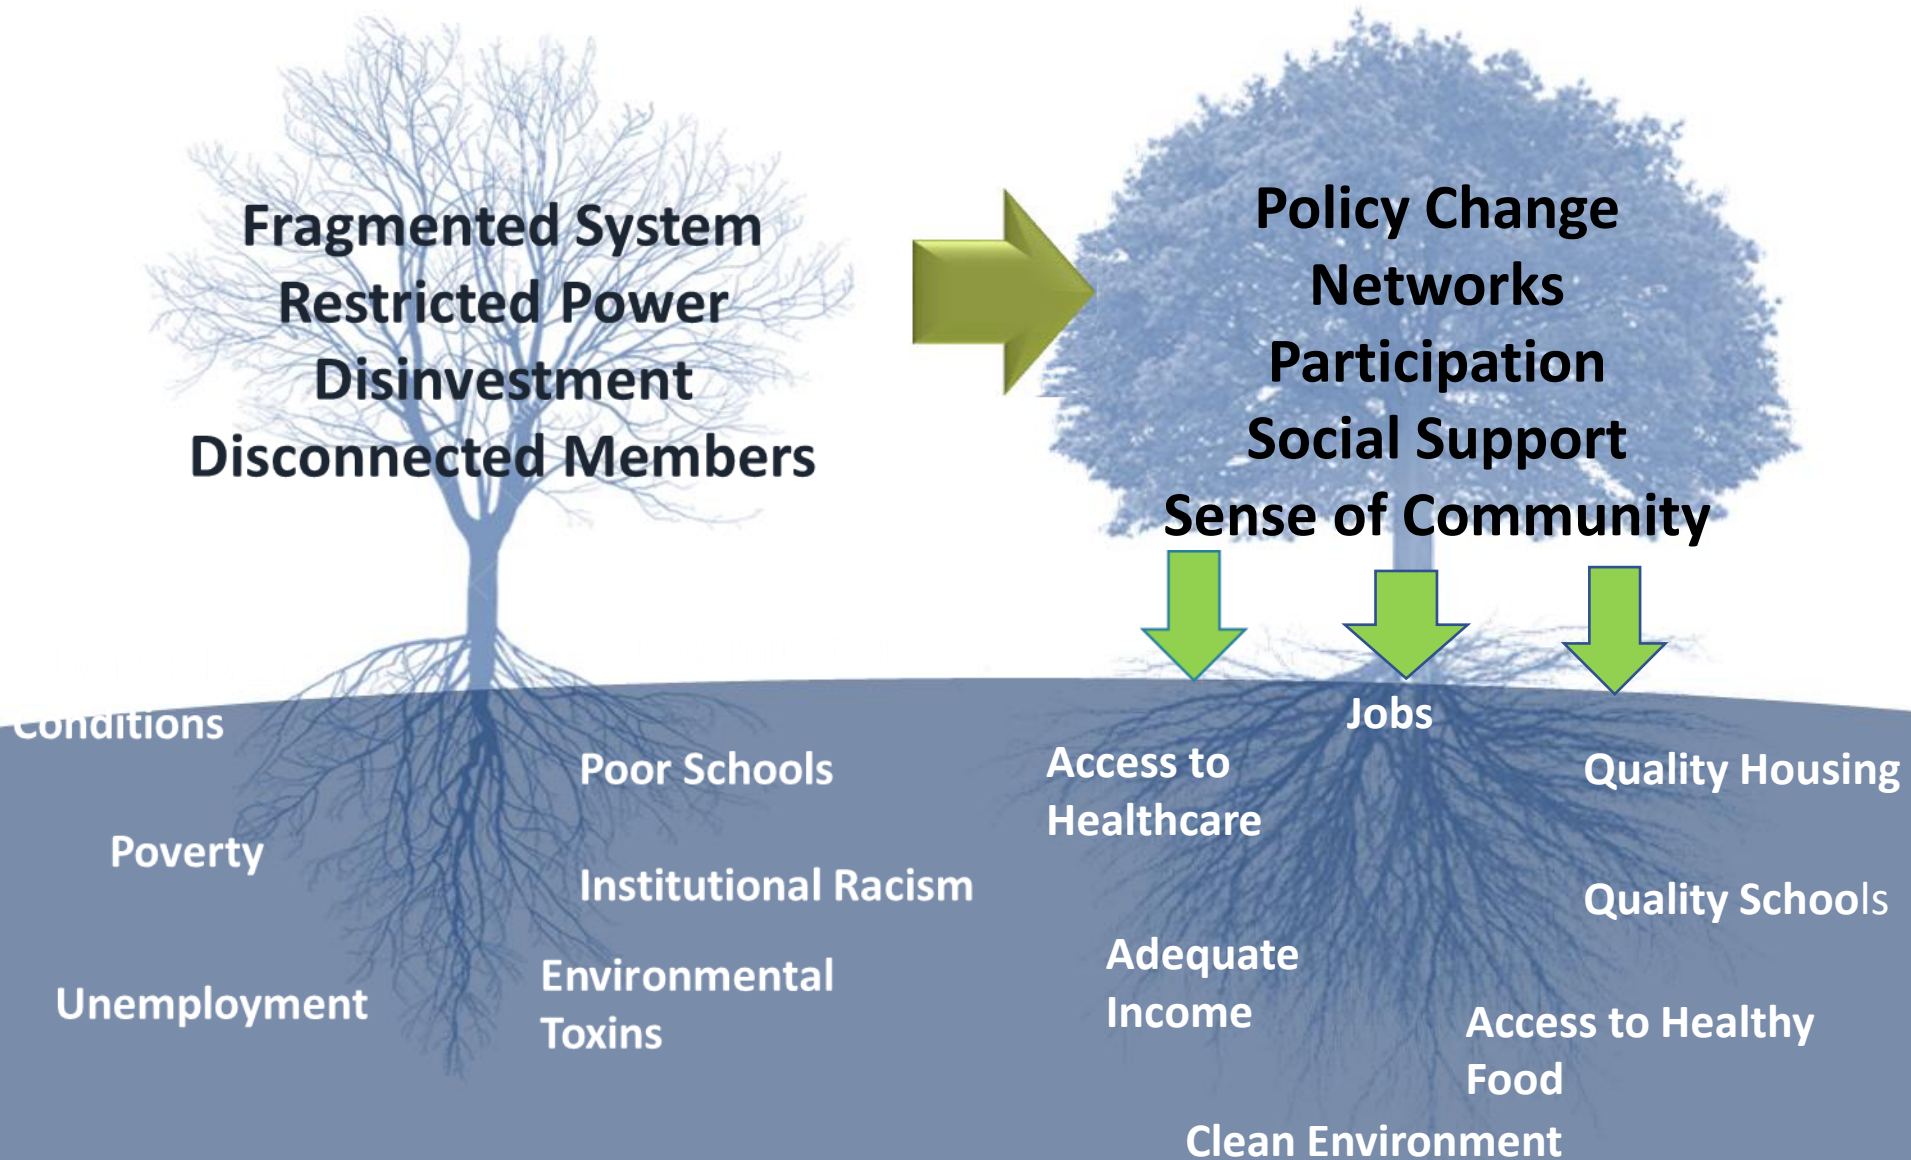 Fragmented System
Restricted Power
Disinvestment
Disconnected Members
Policy Change
Networks
Participation
Social Support
Sense of Community
Conditions
Poor Schools
Poverty
Institutional Racism
Unemployment
Environmental
Toxins
Jobs
Access to
Healthcare
Quality Housing
Quality Schools
Adequate
Income
Access to Healthy
Food
Clean Environment